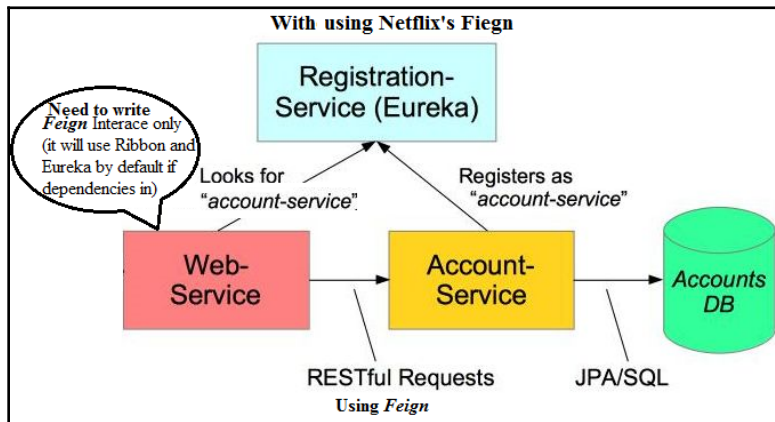 With using Netflix's Fiegn
Registration-
Service (Eureka)
Need to write
Feign Interace only
(it will use Ribbon and
Eureka by default if
dependencies in)
Looks for
"account-service"
Registers as
"account-service"
Web-
Service
Account-
Service
Accounts
DB
RESTful Requests
JPA/SQL
Using Feign